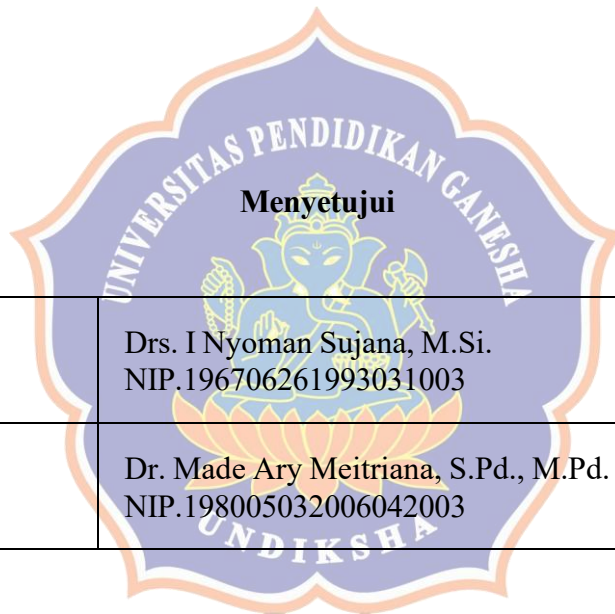 UNIVERSITAS PENDIDIKAN GANESHA
Menyetujui
Drs. I Nyoman Sujana, M.Si.
NIP.196706261993031003
Dr. Made Ary Meitriana, S.Pd., M.Pd.
NIP.198005032006042003
UNDIKSHA